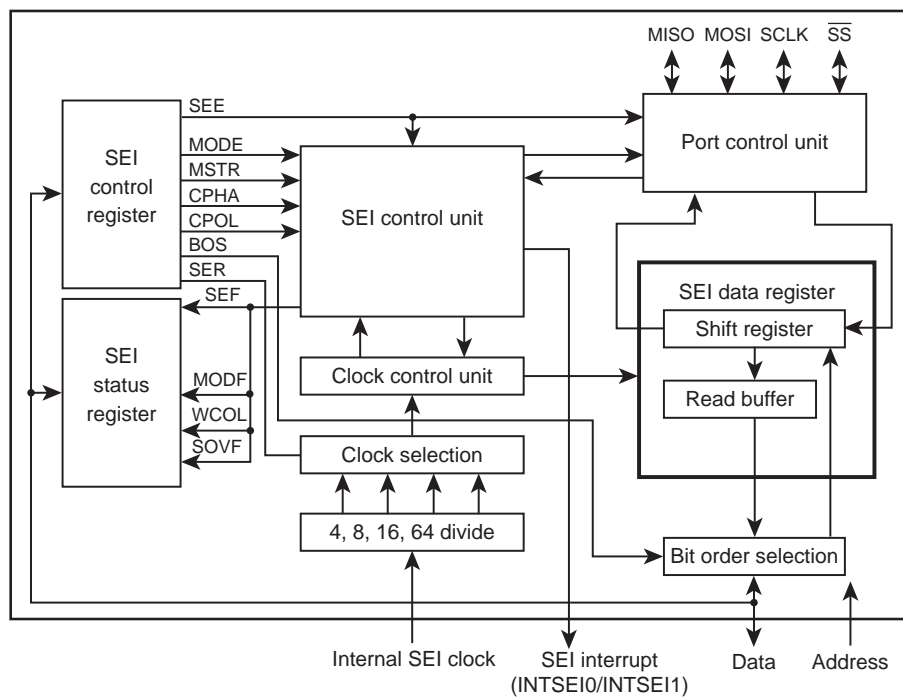 MISO MOSI SCLK SS
SEE
SEI
control
register
MODE
MSTR
CPHA
CPOL
BOS
SER
SEI control unit
Port control unit
SEF
SEI
status
register
MODF
WCOL
SOVF
Clock control unit
Clock selection
4, 8, 16, 64 divide
SEI data register
Shift register
Read buffer
Bit order selection
Internal SEI clock
SEI interrupt
(INTSEI0/INTSEI1)
Data
Address